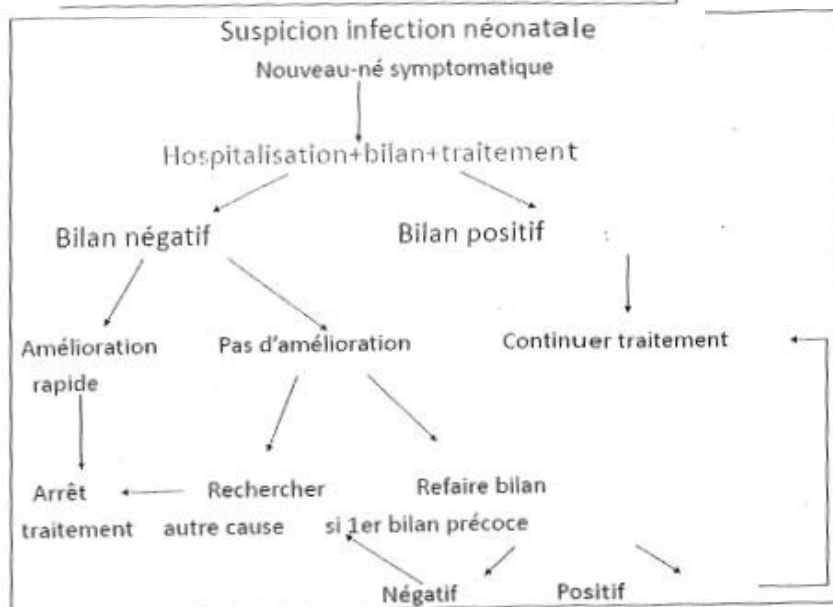 Suspicion infection néonatale
Nouveau-né symptomatique
Hospitalisation+bilan+traitement
Bilan négatif
Bilan positif
Amélioration
rapide
Pas d'amélioration
Continuer traitement
Arrêt
traitement
Rechercher
autre cause
Refaire bilan
si 1er bilan précoce
Négatif
Positif